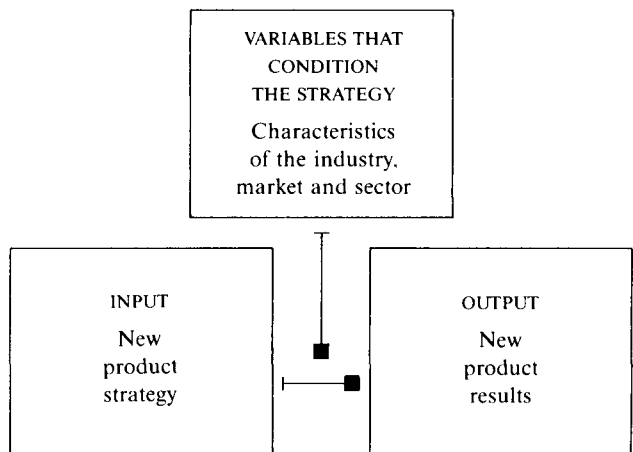 VARIABLES THAT
CONDITION
THE STRATEGY
Characteristics
of the industry,
market and sector
INPUT
New
product
strategy
OUTPUT
New
product
results